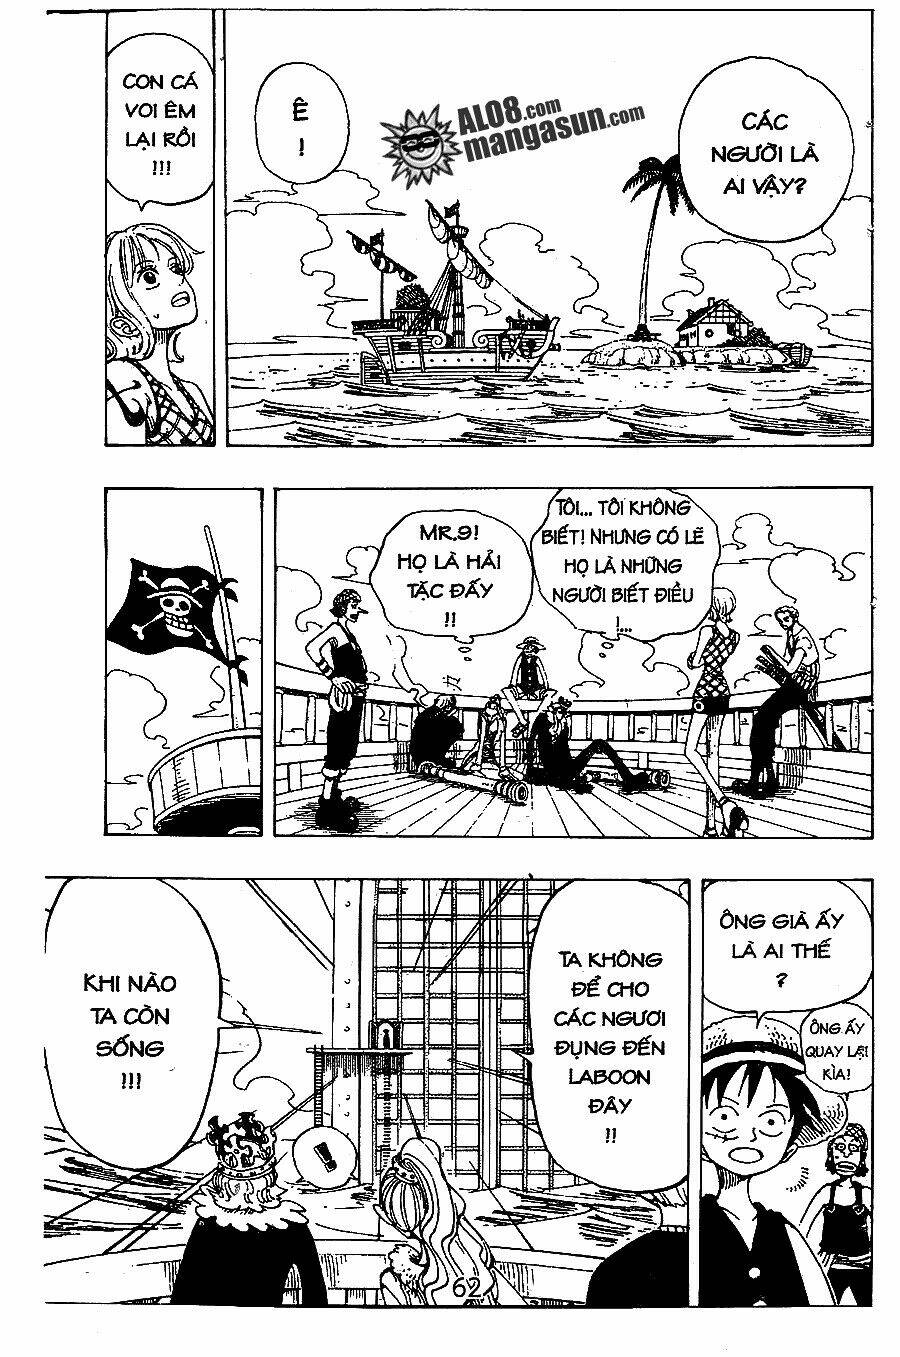 CÁC
NGƯỜI LÀ
AI VẬY?
Ê
!
CON CÁ
VOI ÊM
LẠI RỒI
!!!
ALO8.com
mangasun.com
TÔI... TÔI KHÔNG
BIẾT! NHƯNG CÓ LẼ
HỌ LÀ NHỮNG
NGƯỜI BIẾT ĐIỀU
!...
MR.9!
HỌ LÀ HẢI
TẶC ĐẤY
!!
ÔNG GIÀ ẤY
LÀ AI THẾ
?
ÔNG ẤY
QUAY LẠI
KÌA!
TA KHÔNG
ĐỂ CHO
CÁC NGƯƠI
ĐỤNG ĐẾN
LABOON
ĐÂY
!!
KHI NÀO
TA CÒN
SỐNG
!!!
!
62